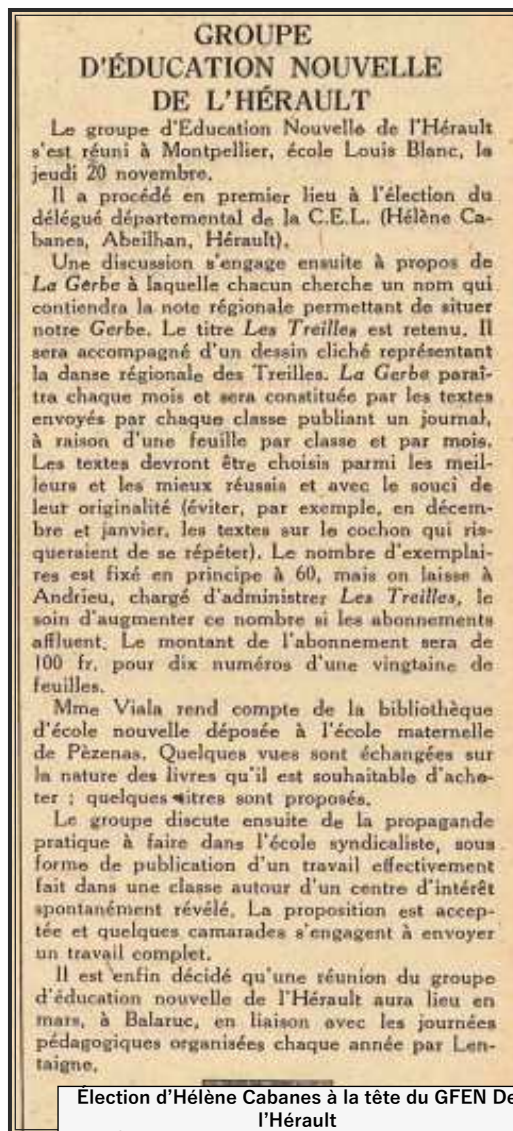 GROUPE
D'ÉDUCATION NOUVELLE
DE L'HÉRAULT
Le groupe d'Education Nouvelle de l'Hérault
s'est réuni à Montpellier, école Louis Blanc, le
jeudi 20 novembre.
Il a procédé en premier lieu à l'élection du
délégué départemental de la C.E.L. (Hélène Ca-
banes, Abeilhan, Hérault).
Une discussion s'engage ensuite à propos de
La Gerbe à laquelle chacun cherche un nom qui
contiendra la note régionale permettant de situer
notre Gerbe. Le titre Les Treilles est retenu. Il
sera accompagné d'un dessin cliché représentant
la danse régionale des Treilles. La Gerbe paraî-
tra chaque mois et sera constituée par les textes
envoyés par chaque classe publiant un journal,
à raison d'une feuille par classe et par mois.
Les textes devront être choisis parmi les meil-
leurs et les mieux réussis et avec le souci de
leur originalité (éviter, par exemple, en décem-
bre et janvier, les textes sur le cochon qui ris-
queraient de se répéter). Le nombre d'exemplai-
res est fixé en principe à 60, mais on laisse à
Andrieu, chargé d'administrer Les Treilles, le
soin d'augmenter ce nombre si les abonnements
affluent. Le montant de l'abonnement sera de
100 fr. pour dix numéros d'une vingtaine de
feuilles.
Mme Viala rend compte de la bibliothèque
d'école nouvelle déposée à l'école maternelle
de Pèzenas. Quelques vues sont échangées sur
la nature des livres qu'il est souhaitable d'ache-
ter ; quelques itres sont proposés.
Le groupe discute ensuite de la propagande
pratique à faire dans l'école syndicaliste, sous
forme de publication d'un travail effectivement
fait dans une classe autour d'un centre d'intérêt
spontanément révélé. La proposition est accep-
tée et quelques camarades s'engagent à envoyer
un travail complet.
Il est enfin décidé qu'une réunion du groupe
d'éducation nouvelle de l'Hérault aura lieu en
mars, à Balaruc, en liaison avec les journées
pédagogiques organisées chaque année par Len-
taigne.
Élection d'Hélène Cabanes à la tête du GFEN De
l'Hérault